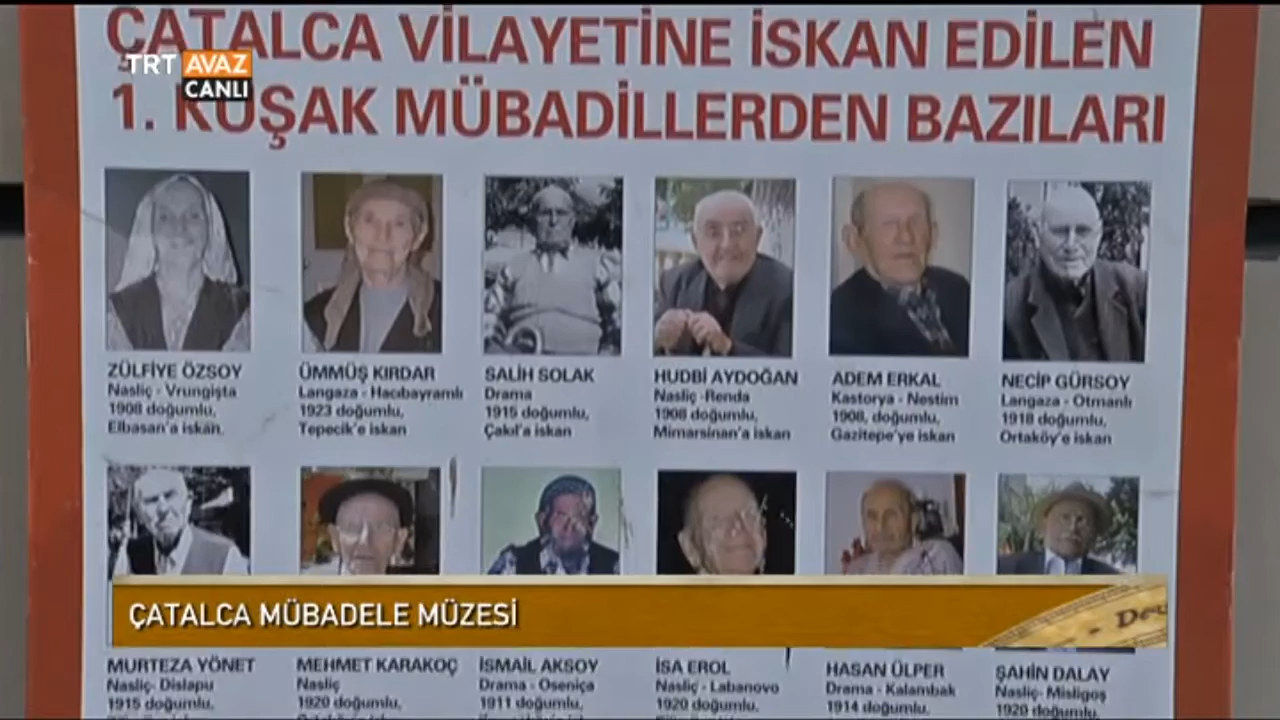 ÇATALCA VİLAYETİNE İSKAN EDİLEN
TRT AVAZ
CANLI
1. KUŞAK MÜBADİLLERDEN BAZILARI
ZÜLFİYE ÖZSOY
Nasliç - Vrungişta
1908 doğumlu,
Elbasan'a iskan.
ÜMMÜŞ KIRDAR
Langaza - Hacıbayramlı
1923 doğumlu,
Tepecik'e iskan
SALİH SOLAK
Drama
1915 doğumlu,
Çakıl'a iskan
HUDBİ AYDOĞAN
Nasliç -Renda
1908 doğumlu,
Mimarsinan'a iskan
ADEM ERKAL
Kastorya - Nestim
1908, doğumlu,
Gazitepe'ye iskan
NECİP GÜRSOY
Langaza - Otmanlı
1918 doğumlu,
Ortaköy'e iskan
ÇATALCA MÜBADELE MÜZESİ
MURTEZA YÖNET
Nasliç- Dislapu
1915 doğumlu,
MEHMET KARAKOÇ
Nasliç
1920 doğumlu,
İSMAİL AKSOY
Drama - Oseniça
1911 doğumlu,
İSA EROL
Nasliç - Labanovo
1920 doğumlu,
HASAN ÜLPER
Drama - Kalambak
1914 doğumlu,
ŞAHİN DALAY
Nasliç- Misligoş
1920 doğumlu,